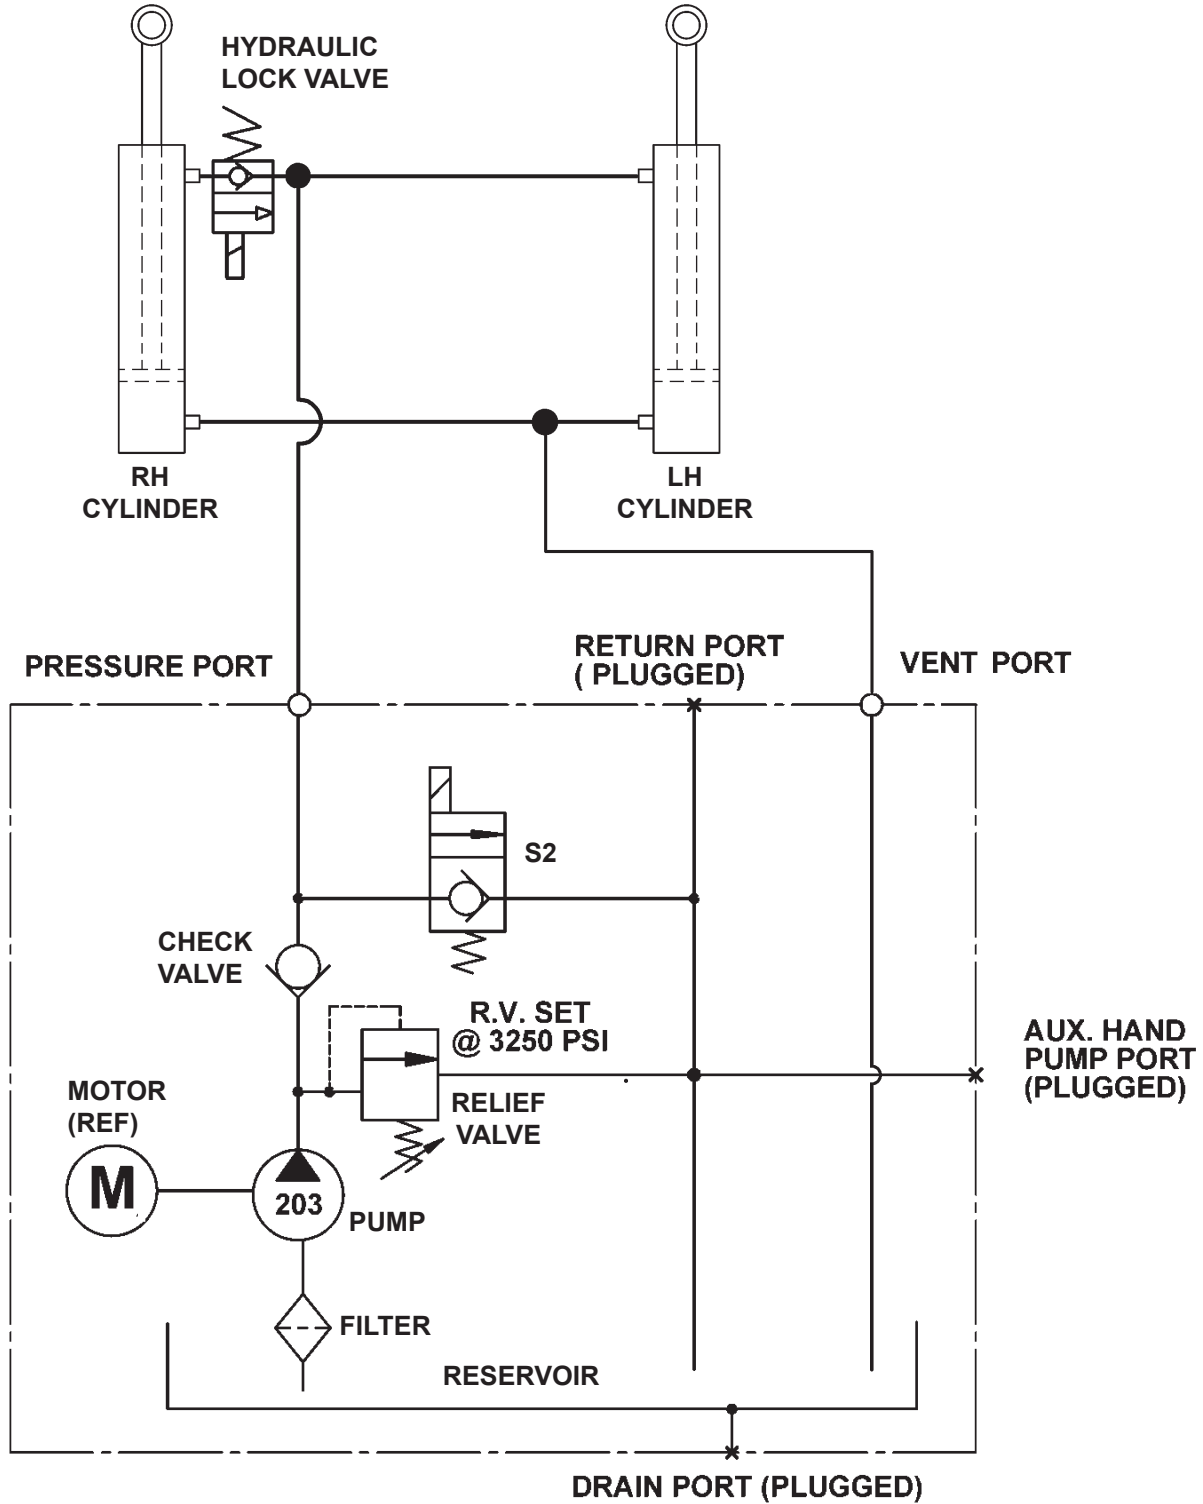 HYDRAULIC
LOCK VALVE
RH
CYLINDER
LH
CYLINDER
PRESSURE PORT
RETURN PORT
( PLUGGED)
VENT PORT
S2
CHECK
VALVE
R.V. SET
@ 3250 PSI
AUX. HAND
PUMP PORT
(PLUGGED)
MOTOR
(REF)
RELIEF
VALVE
M
203
PUMP
FILTER
RESERVOIR
DRAIN PORT (PLUGGED)